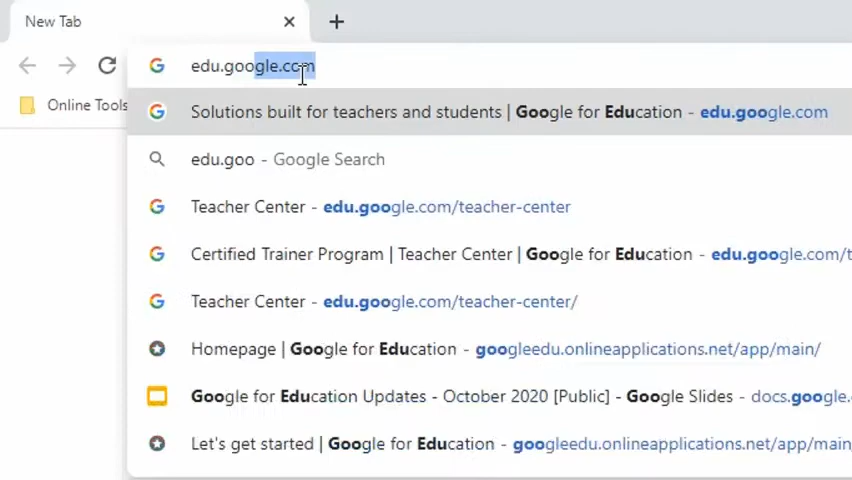 New Tab
edu.google.com
Online Tools
Solutions built for teachers and students | Google for Education - edu.google.com
edu.goo - Google Search
Teacher Center - edu.google.com/teacher-center
Certified Trainer Program | Teacher Center | Google for Education - edu.google.com/t
Teacher Center - edu.google.com/teacher-center/
Homepage | Google for Education - googleedu.onlineapplications.net/app/main/
Google for Education Updates - October 2020 [Public] - Google Slides - docs.google.
Let's get started | Google for Education - googleedu.onlineapplications.net/app/main